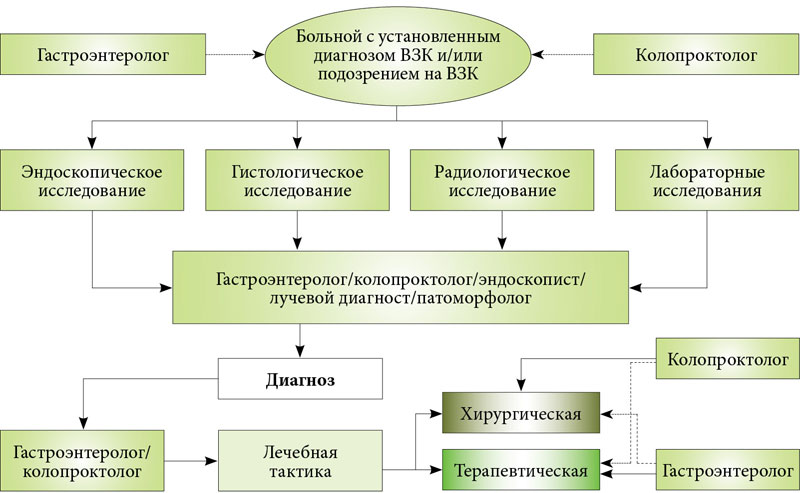 Больной с установленным
диагнозом ВЗК и/или
подозрением на ВЗК
Гастроэнтеролог
Колопроктолог
Эндоскопическое
исследование
Гистологическое
исследование
Радиологическое
исследование
Лабораторные
исследования
Гастроэнтеролог/колопроктолог/эндоскопист/
лучевой диагност/патоморфолог
Диагноз
Колопроктолог
Хирургическая
Гастроэнтеролог/
колопроктолог
Лечебная
тактика
Терапевтическая
Гастроэнтеролог